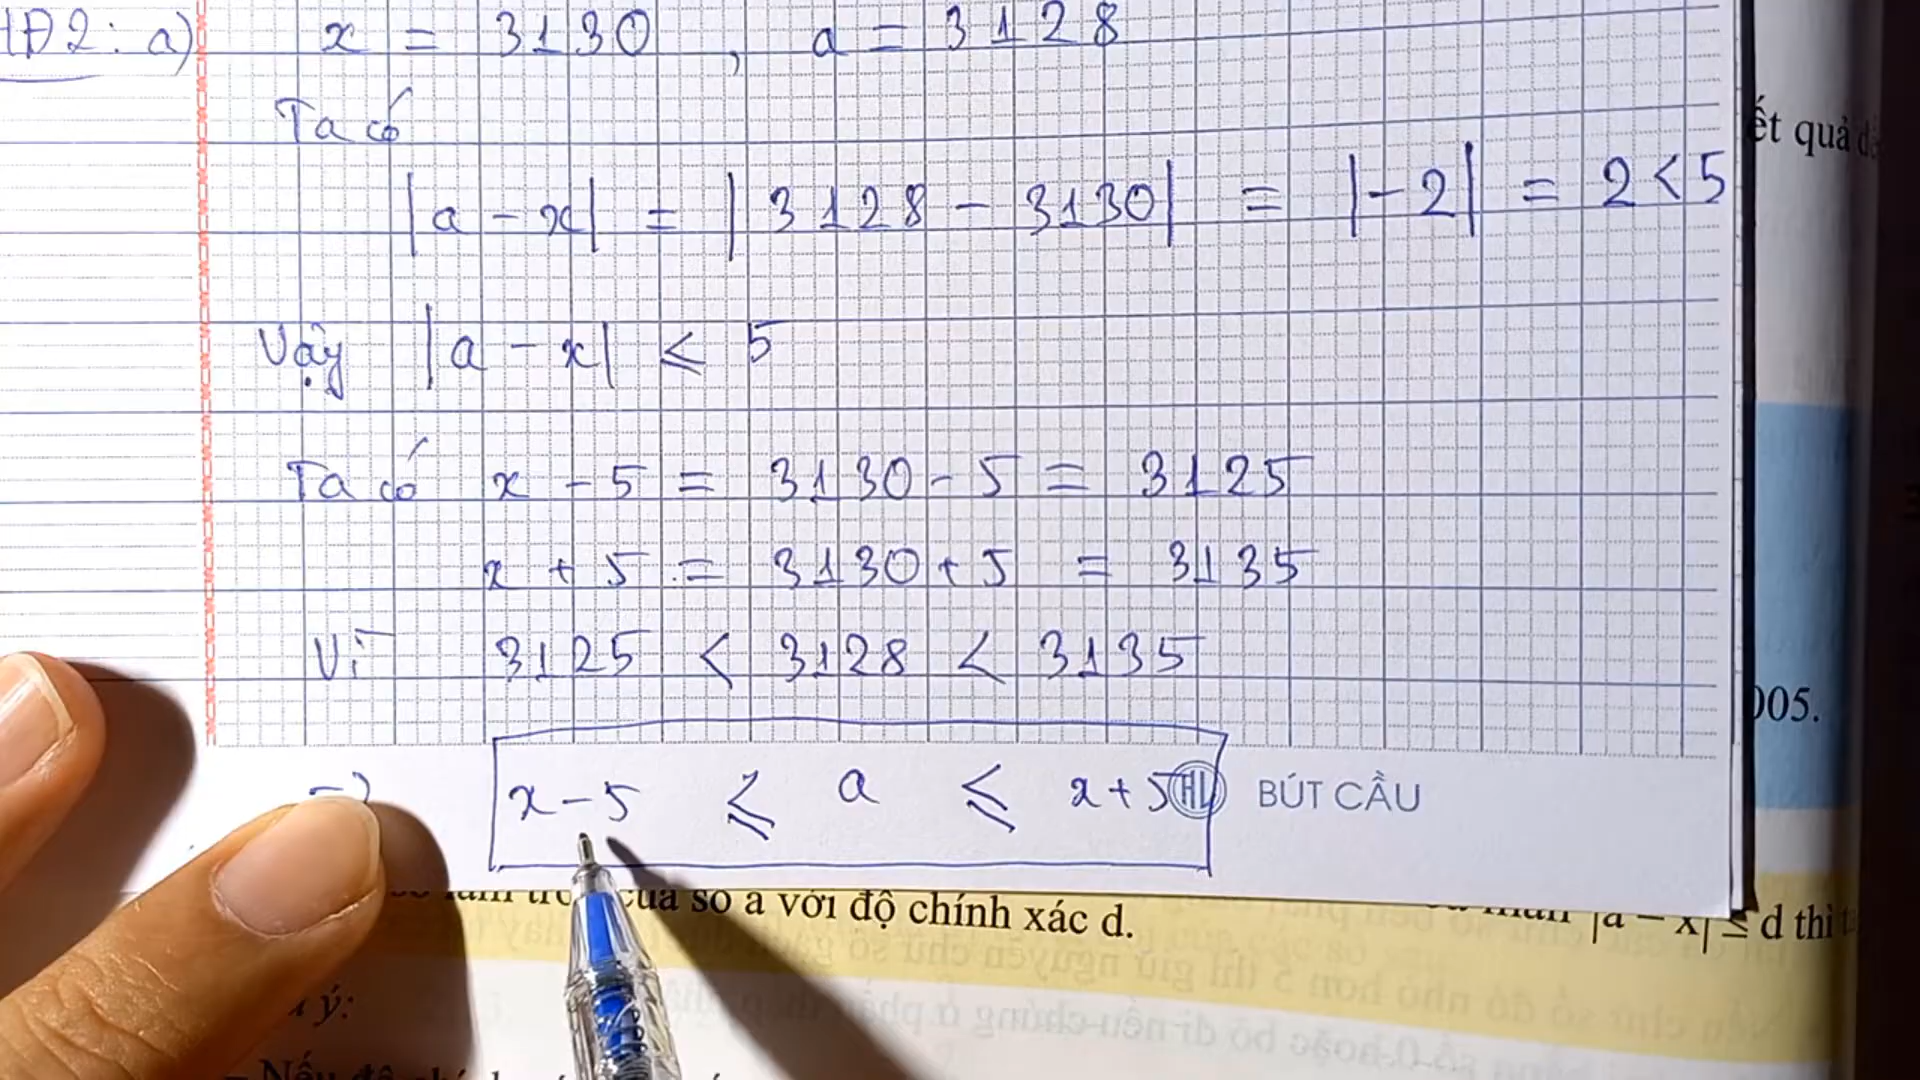 HĐ2: a) x = 3130 , a = 3128
Ta có
|a - x| = |3128 - 3130| = |-2| = 2 < 5
Vậy |a - x| ⩽ 5
Ta có x - 5 = 3130 - 5 = 3125
x + 5 = 3130 + 5 = 3135
Vì 3125 < 3128 < 3135
=> x - 5 ⩽ a ⩽ x + 5
HL BÚT CẦU
ết quả
005.
của số a với độ chính xác d.
|a - x| ≤ d thì
ý:
Nếu